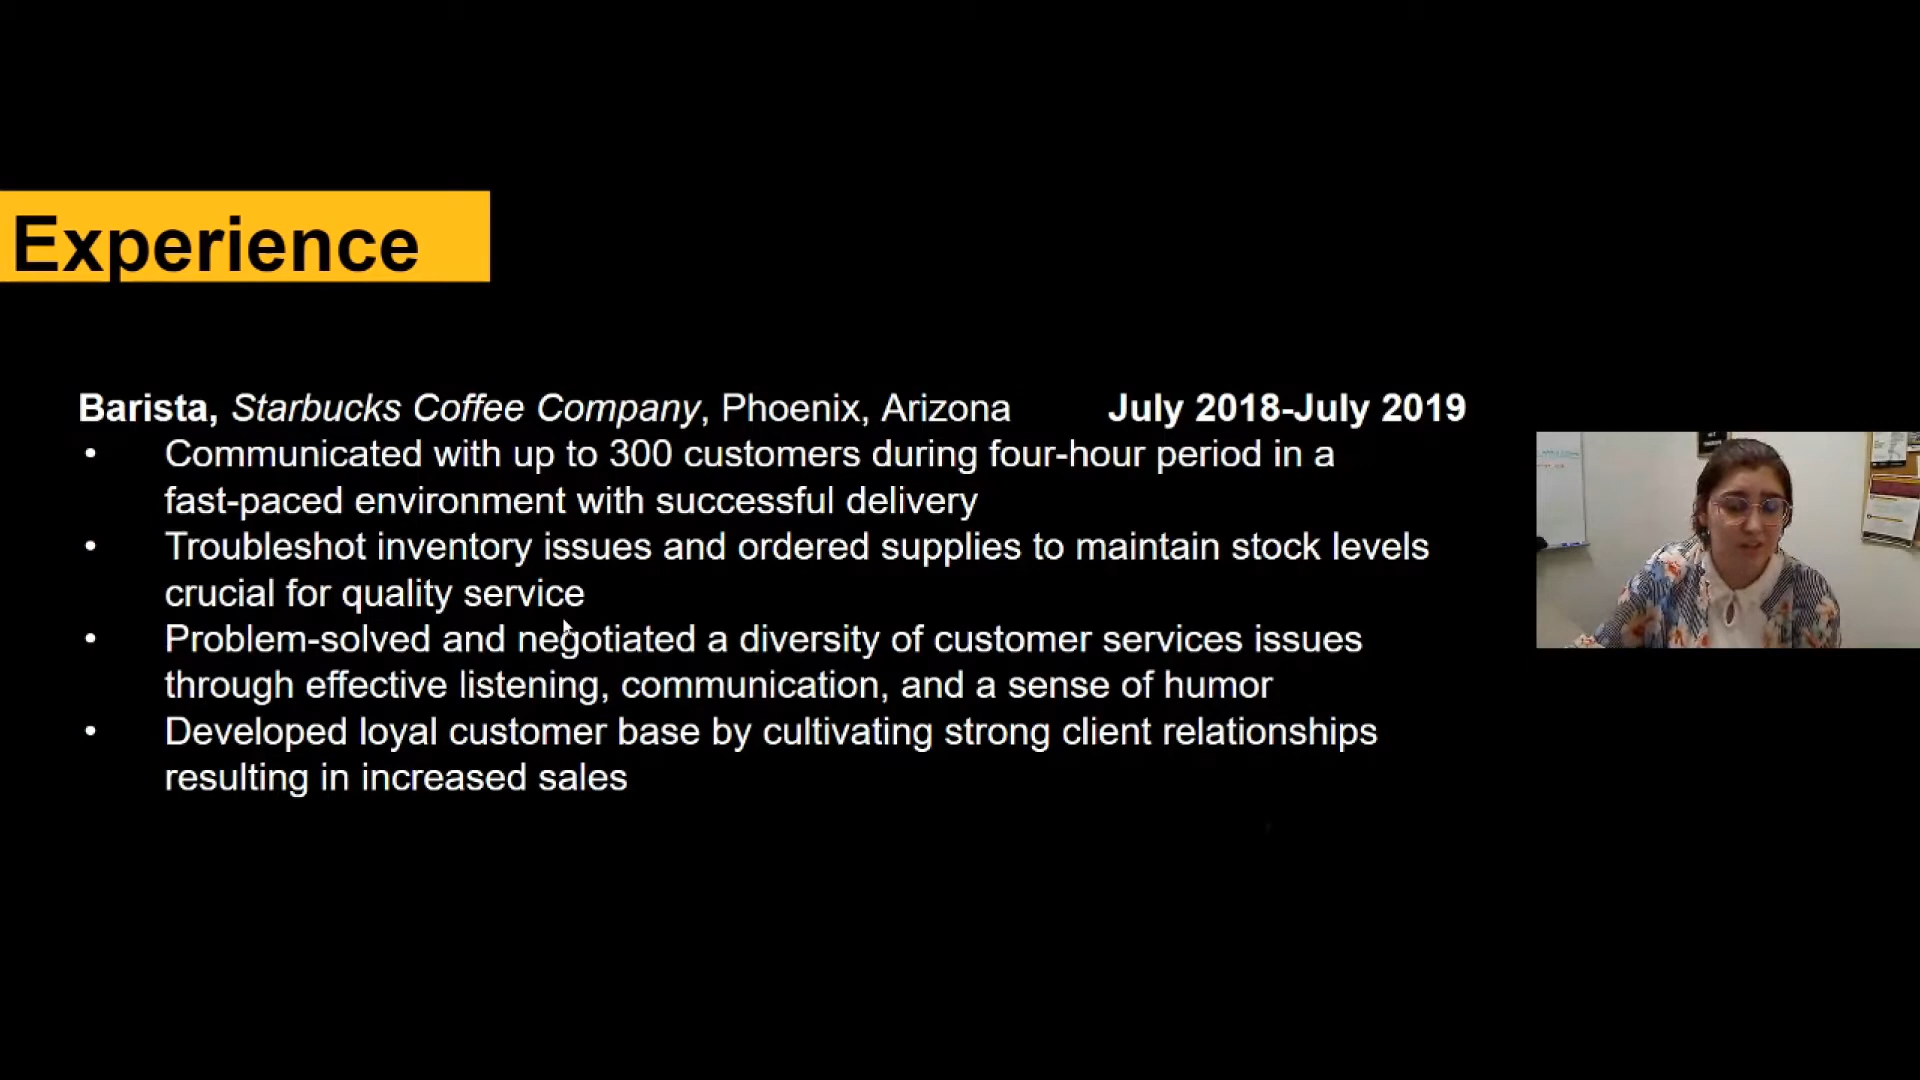 Experience
Barista, Starbucks Coffee Company, Phoenix, Arizona July 2018-July 2019
• Communicated with up to 300 customers during four-hour period in a
fast-paced environment with successful delivery
• Troubleshot inventory issues and ordered supplies to maintain stock levels
crucial for quality service
• Problem-solved and negotiated a diversity of customer services issues
through effective listening, communication, and a sense of humor
• Developed loyal customer base by cultivating strong client relationships
resulting in increased sales